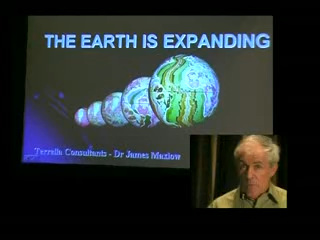 THE EARTH IS EXPANDING
Terrella Consultants - Dr James Maxlow